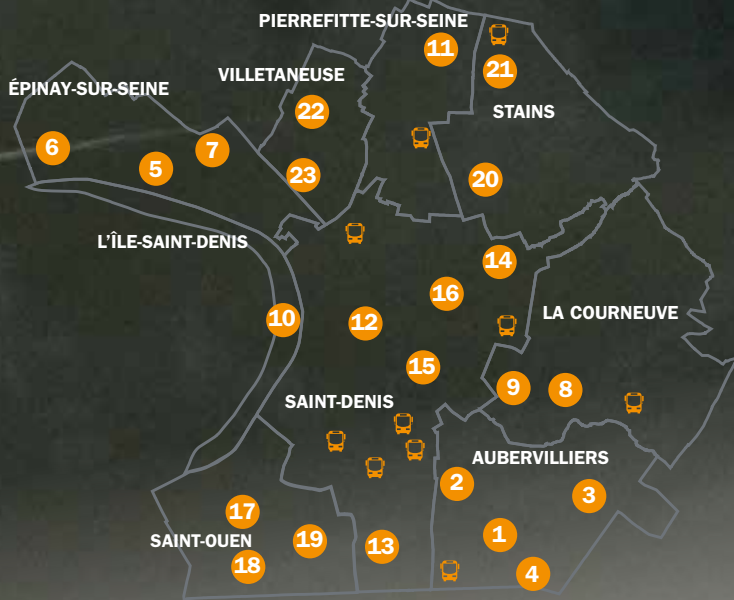 PIERREFITTE-SUR-SEINE
11
21
VILLETANEUSE
ÉPINAY-SUR-SEINE
22
STAINS
6
7
5
23
20
L'ÎLE-SAINT-DENIS
14
16
10
12
LA COURNEUVE
15
9
8
SAINT-DENIS
AUBERVILLIERS
2
3
17
SAINT-OUEN
19
13
1
18
4